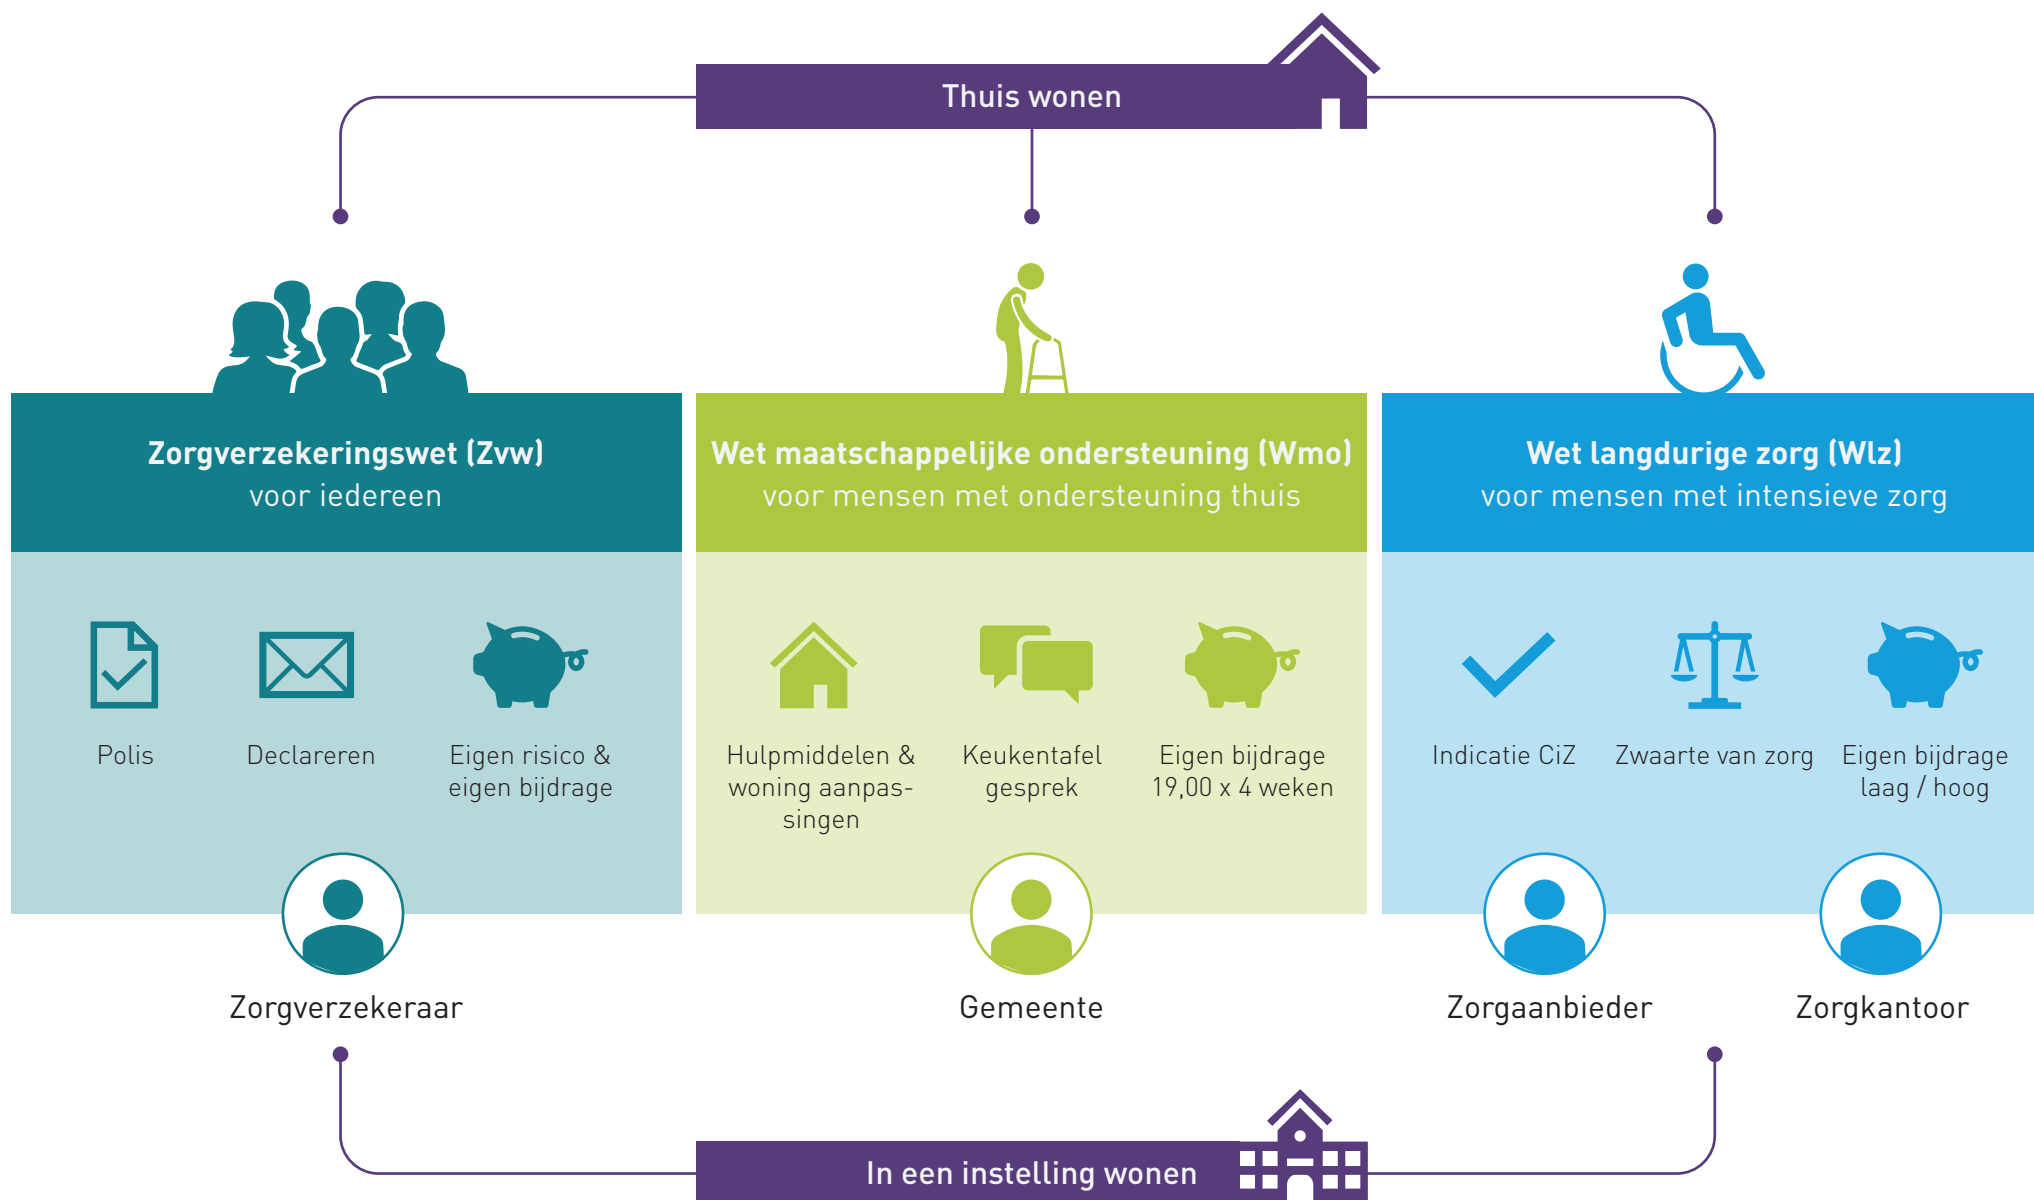 Thuis wonen
Zorgverzekeringswet (Zvw)
voor iedereen
Polis
Declareren
Eigen risico &
eigen bijdrage
Zorgverzekeraar
Wet maatschappelijke ondersteuning (Wmo)
voor mensen met ondersteuning thuis
Hulpmiddelen &
woning aanpas-
singen
Keukentafel
gesprek
Eigen bijdrage
19,00 x 4 weken
Gemeente
Wet langdurige zorg (Wlz)
voor mensen met intensieve zorg
Indicatie CiZ
Zwaarte van zorg
Eigen bijdrage
laag / hoog
Zorgaanbieder
Zorgkantoor
In een instelling wonen